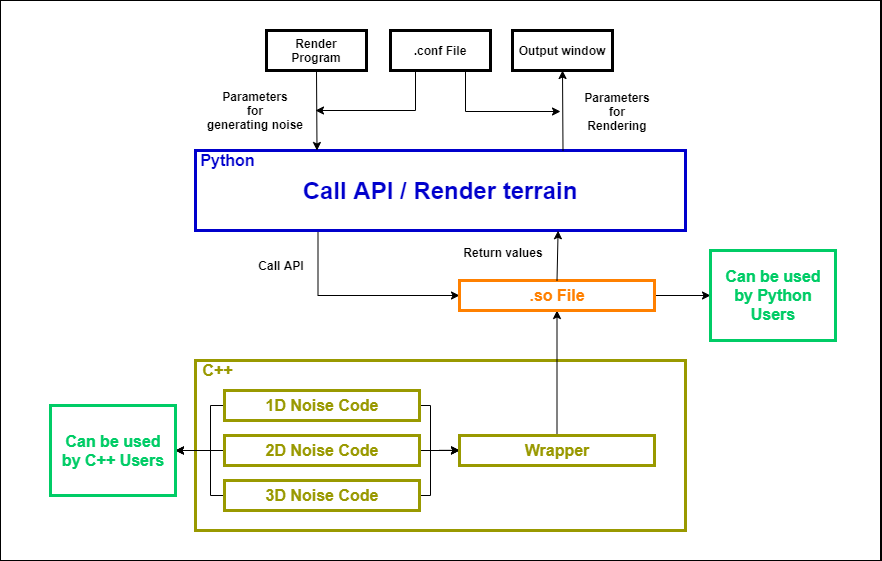 Render
Program
.conf File
Output window
Parameters
for
generating noise
Parameters
for
Rendering
Python
Call API / Render terrain
Call API
Return values
.so File
Can be used
by Python
Users
C++
1D Noise Code
2D Noise Code
3D Noise Code
Wrapper
Can be used
by C++ Users